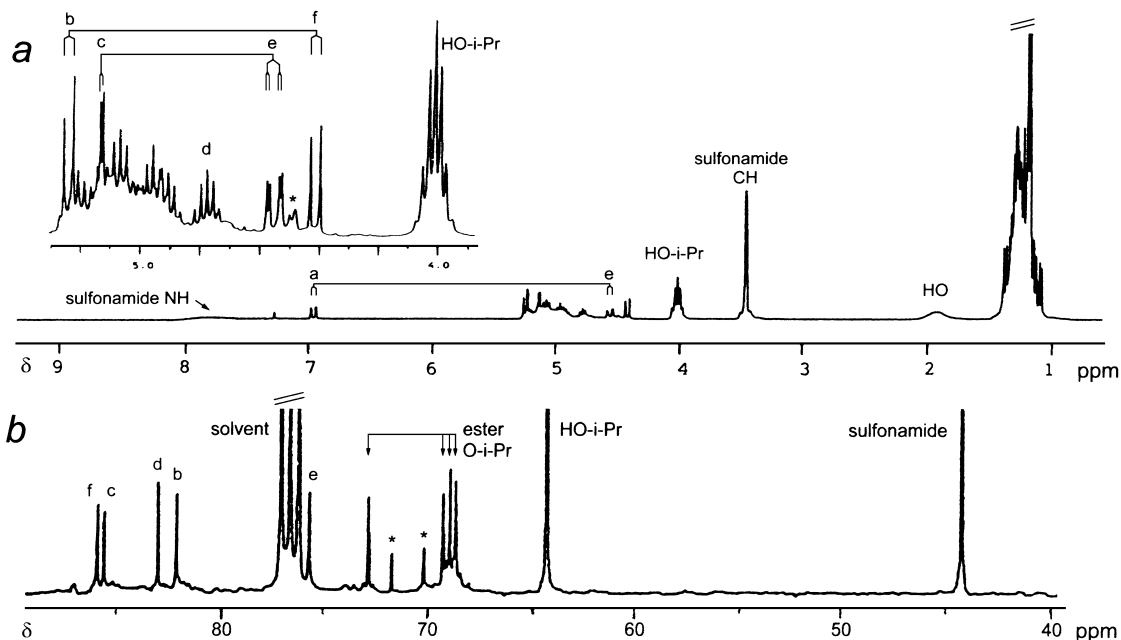 a
b
f
c
e
HO-i-Pr
d
*
5.0
4.0
sulfonamide
CH
HO-i-Pr
sulfonamide NH
a
e
HO
δ 9 8 7 6 5 4 3 2 1 ppm
b
solvent
ester
O-i-Pr
HO-i-Pr
sulfonamide
d
b
f
c
e
*
*
δ 80 70 60 50 40 ppm